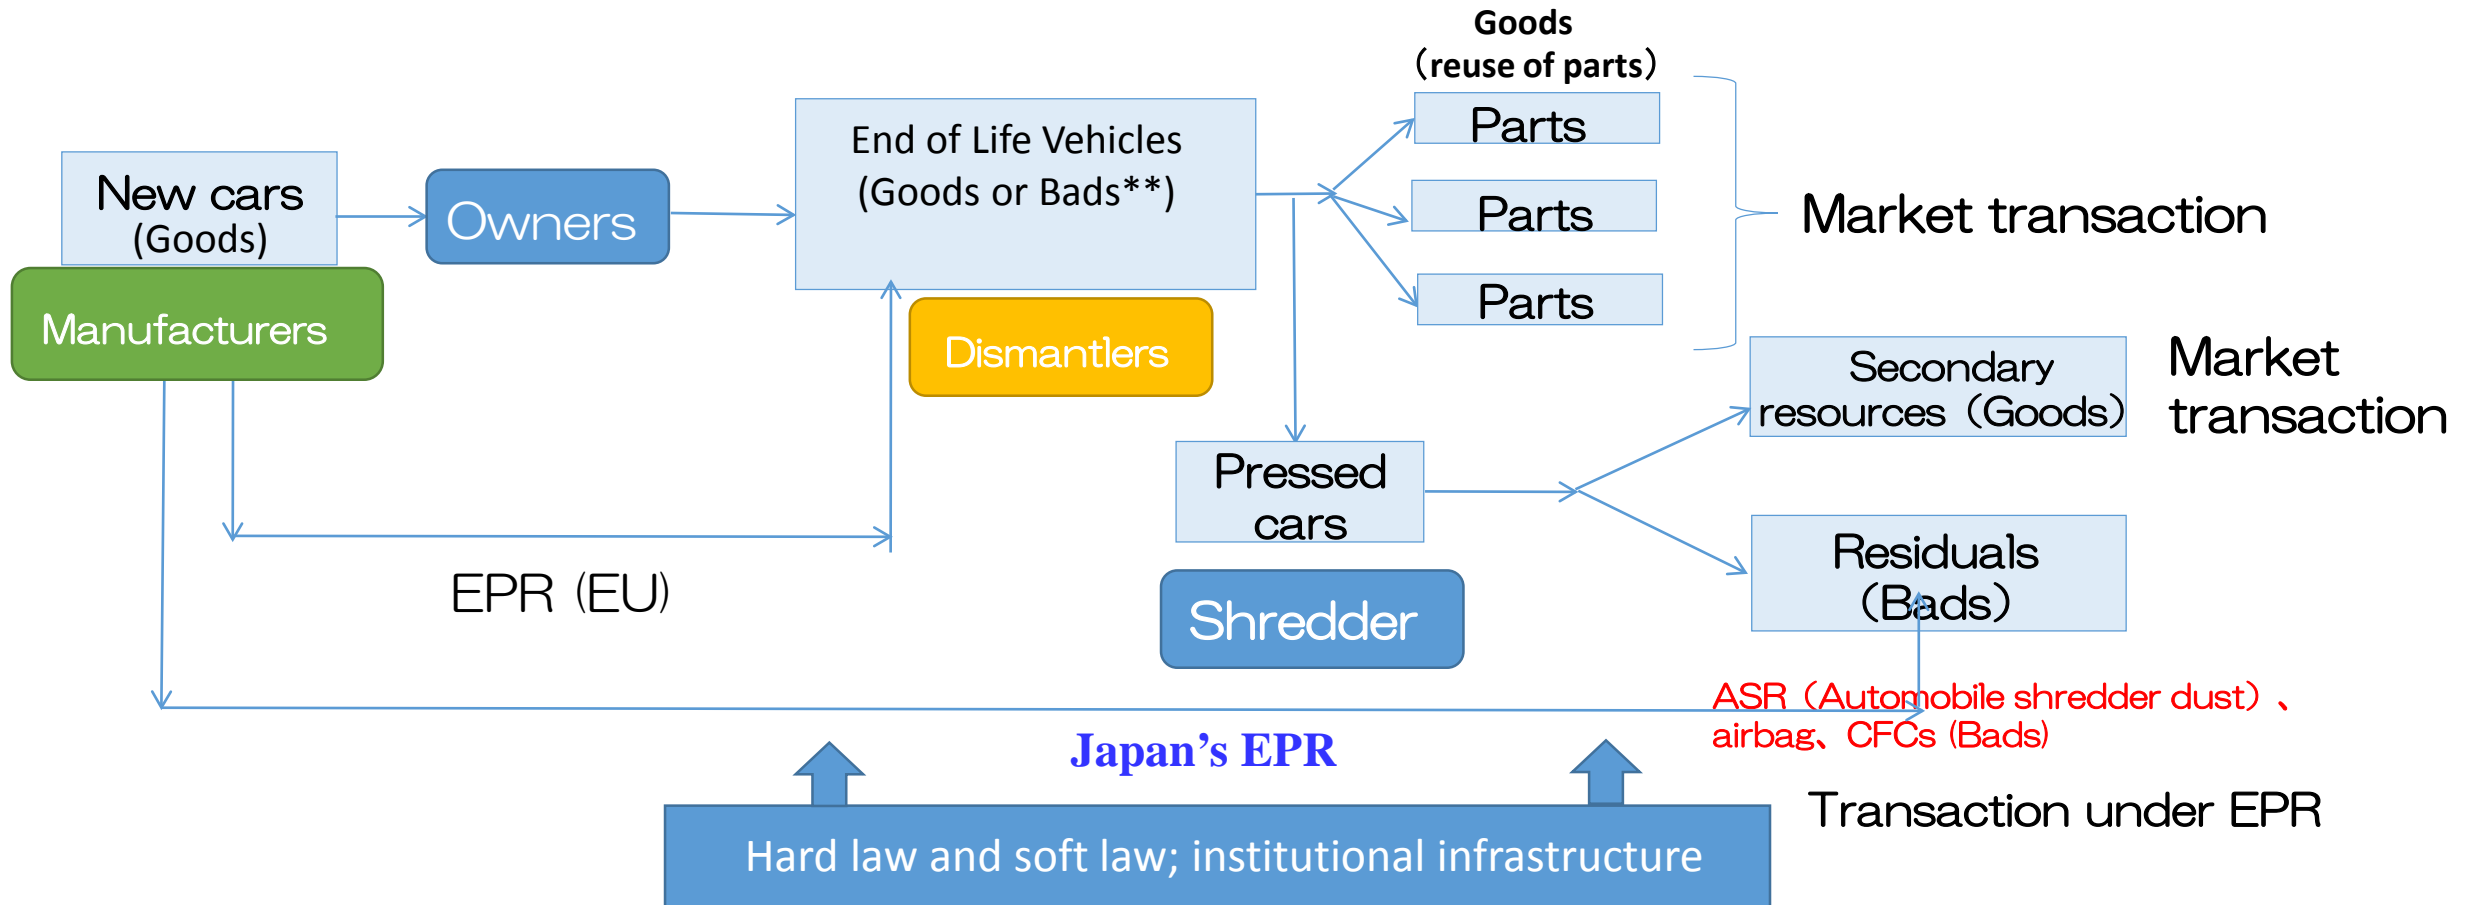 Goods
（reuse of parts）
Parts
End of Life Vehicles
(Goods or Bads**)
New cars
(Goods)
Owners
Parts
Market transaction
Parts
Manufacturers
Dismantlers
Secondary
resources（Goods）
Market
transaction
Pressed
cars
Residuals
（Bads）
EPR (EU)
Shredder
ASR（Automobile shredder dust）、
airbag、CFCs (Bads)
Japan’s EPR
Transaction under EPR
Hard law and soft law; institutional infrastructure